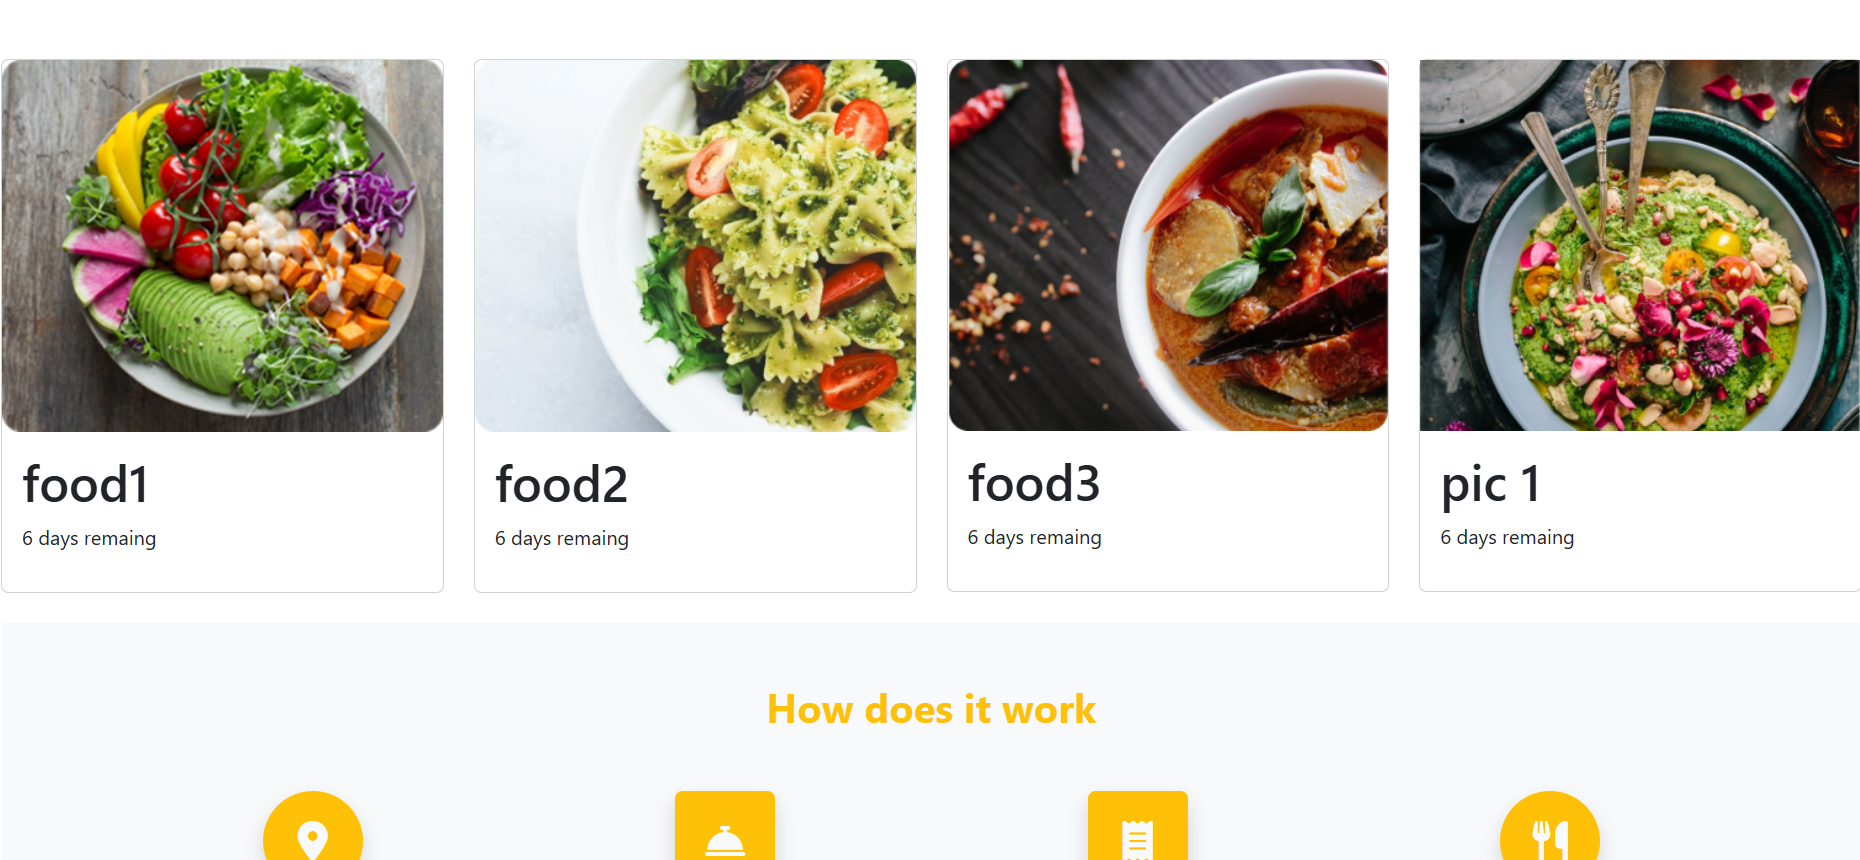 food1
6 days remaing
food2
6 days remaing
food3
6 days remaing
pic 1
6 days remaing
How does it work